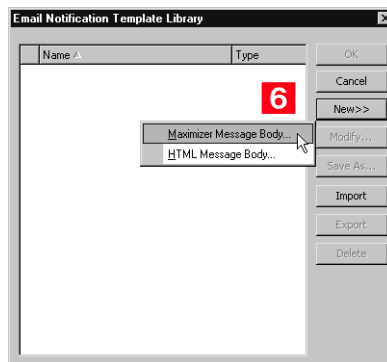 Email Notification Template Library
Name
Type
OK
Cancel
6
New>>
Maximizer Message Body...
Modify...
HTML Message Body...
Save As...
Import
Export
Delete